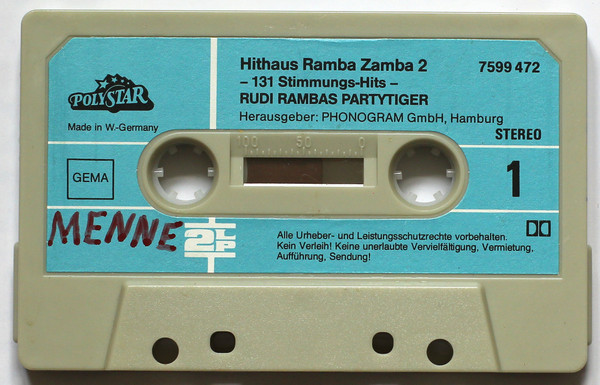 POLYSTAR
Made in W.-Germany
Hithaus Ramba Zamba 2
– 131 Stimmungs-Hits –
RUDI RAMBAS PARTYTIGER
Herausgeber: PHONOGRAM GmbH, Hamburg
7599 472
STEREO
100 50 0
GEMA
1
MENNE
2LP
Alle Urheber- und Leistungsschutzrechte vorbehalten.
Kein Verleih! Keine unerlaubte Vervielfältigung, Vermietung,
Aufführung, Sendung!